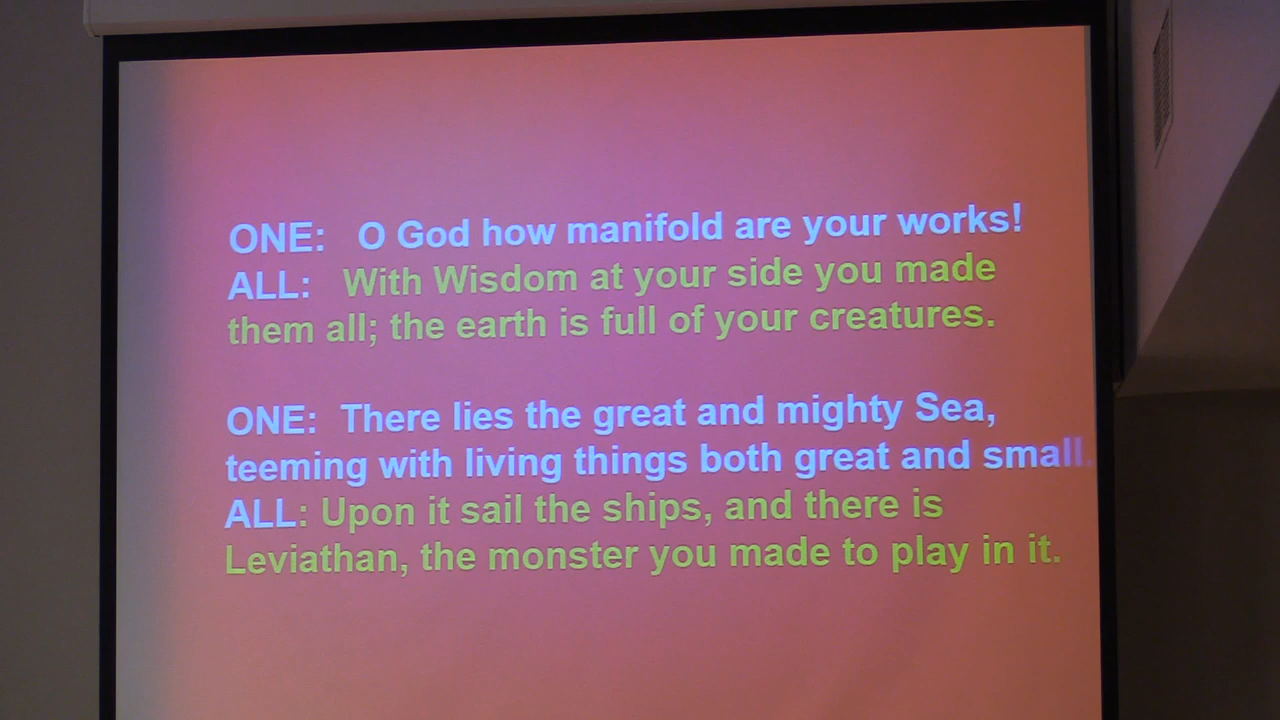 ONE: O God how manifold are your works!
ALL: With Wisdom at your side you made
them all; the earth is full of your creatures.
ONE: There lies the great and mighty Sea,
teeming with living things both great and small.
ALL: Upon it sail the ships, and there is
Leviathan, the monster you made to play in it.